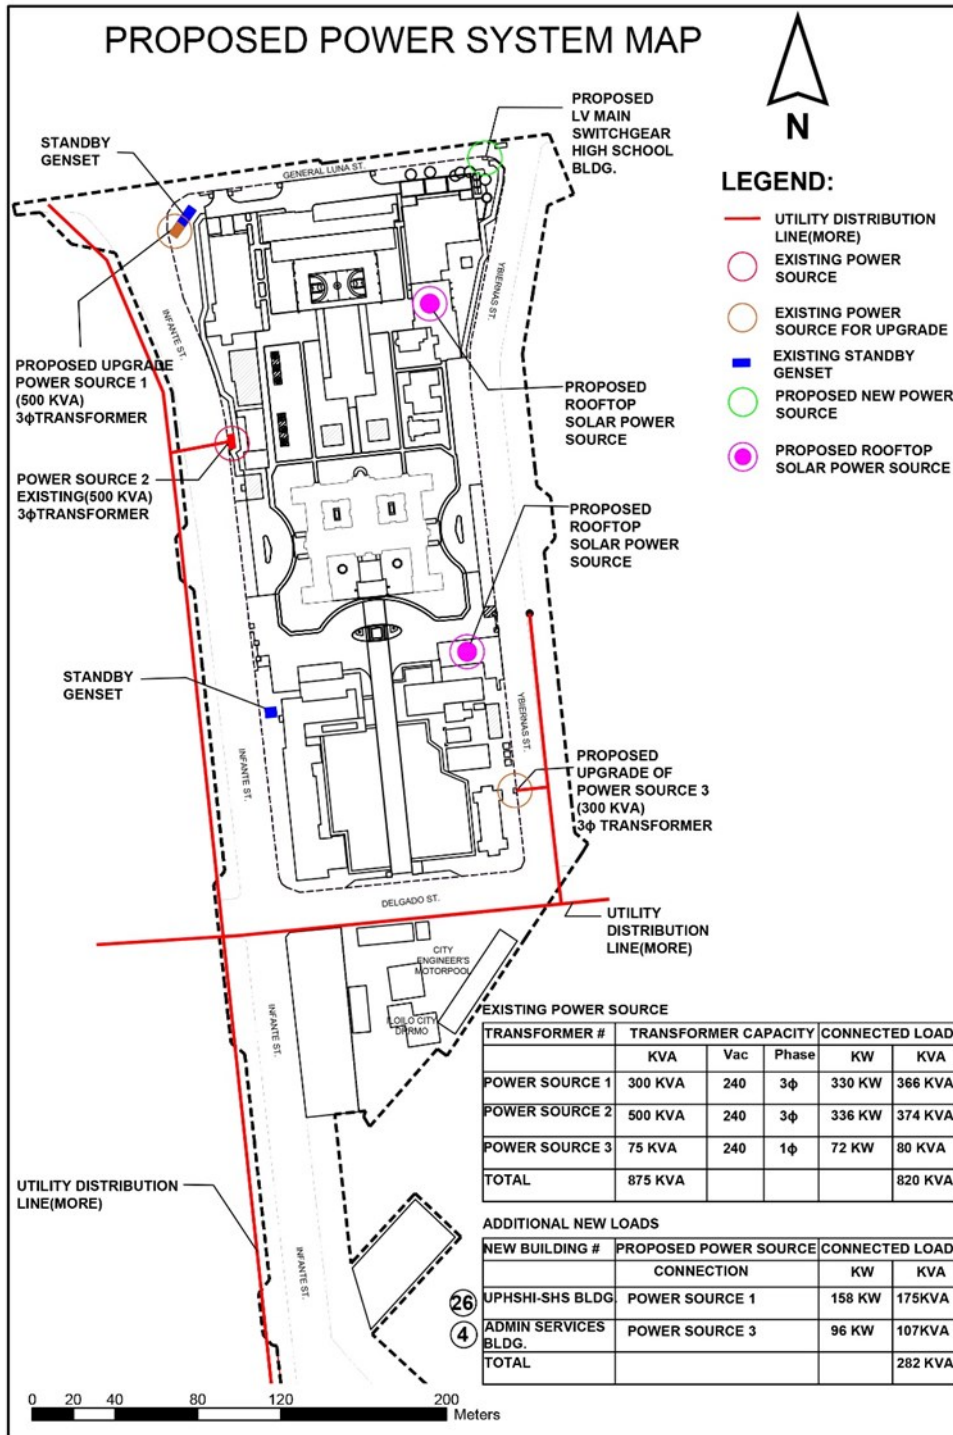 PROPOSED POWER SYSTEM MAP
N
STANDBY
GENSET
PROPOSED
LV MAIN
SWITCHGEAR
HIGH SCHOOL
BLDG.
GENERAL LUNA ST.
YBIERNAS ST.
INFANTE ST.
LEGEND:
UTILITY DISTRIBUTION
LINE(MORE)
EXISTING POWER
SOURCE
EXISTING POWER
SOURCE FOR UPGRADE
EXISTING STANDBY
GENSET
PROPOSED NEW POWER
SOURCE
PROPOSED ROOFTOP
SOLAR POWER SOURCE
PROPOSED UPGRADE
POWER SOURCE 1
(500 KVA)
3ϕTRANSFORMER
PROPOSED
ROOFTOP
SOLAR POWER
SOURCE
POWER SOURCE 2
EXISTING(500 KVA)
3ϕTRANSFORMER
PROPOSED
ROOFTOP
SOLAR POWER
SOURCE
STANDBY
GENSET
YBIERNAS ST.
INFANTE ST.
PROPOSED
UPGRADE OF
POWER SOURCE 3
(300 KVA)
3ϕ TRANSFORMER
DELGADO ST.
UTILITY
DISTRIBUTION
LINE(MORE)
CITY
ENGINEER'S
MOTORPOOL
ILOILO CITY
INFANTE ST.
UTILITY DISTRIBUTION
LINE(MORE)
INFANTE ST.
EXISTING POWER SOURCE
TRANSFORMER # TRANSFORMER CAPACITY CONNECTED LOAD
KVA Vac Phase KW KVA
POWER SOURCE 1 300 KVA 240 3ϕ 330 KW 366 KVA
POWER SOURCE 2 500 KVA 240 3ϕ 336 KW 374 KVA
POWER SOURCE 3 75 KVA 240 1ϕ 72 KW 80 KVA
TOTAL 875 KVA 820 KVA
ADDITIONAL NEW LOADS
NEW BUILDING # PROPOSED POWER SOURCE CONNECTED LOAD
CONNECTION KW KVA
26 UPHSHI-SHS BLDG. POWER SOURCE 1 158 KW 175KVA
4 ADMIN SERVICES
BLDG. POWER SOURCE 3 96 KW 107KVA
TOTAL 282 KVA
0 20 40 80 120 200
Meters